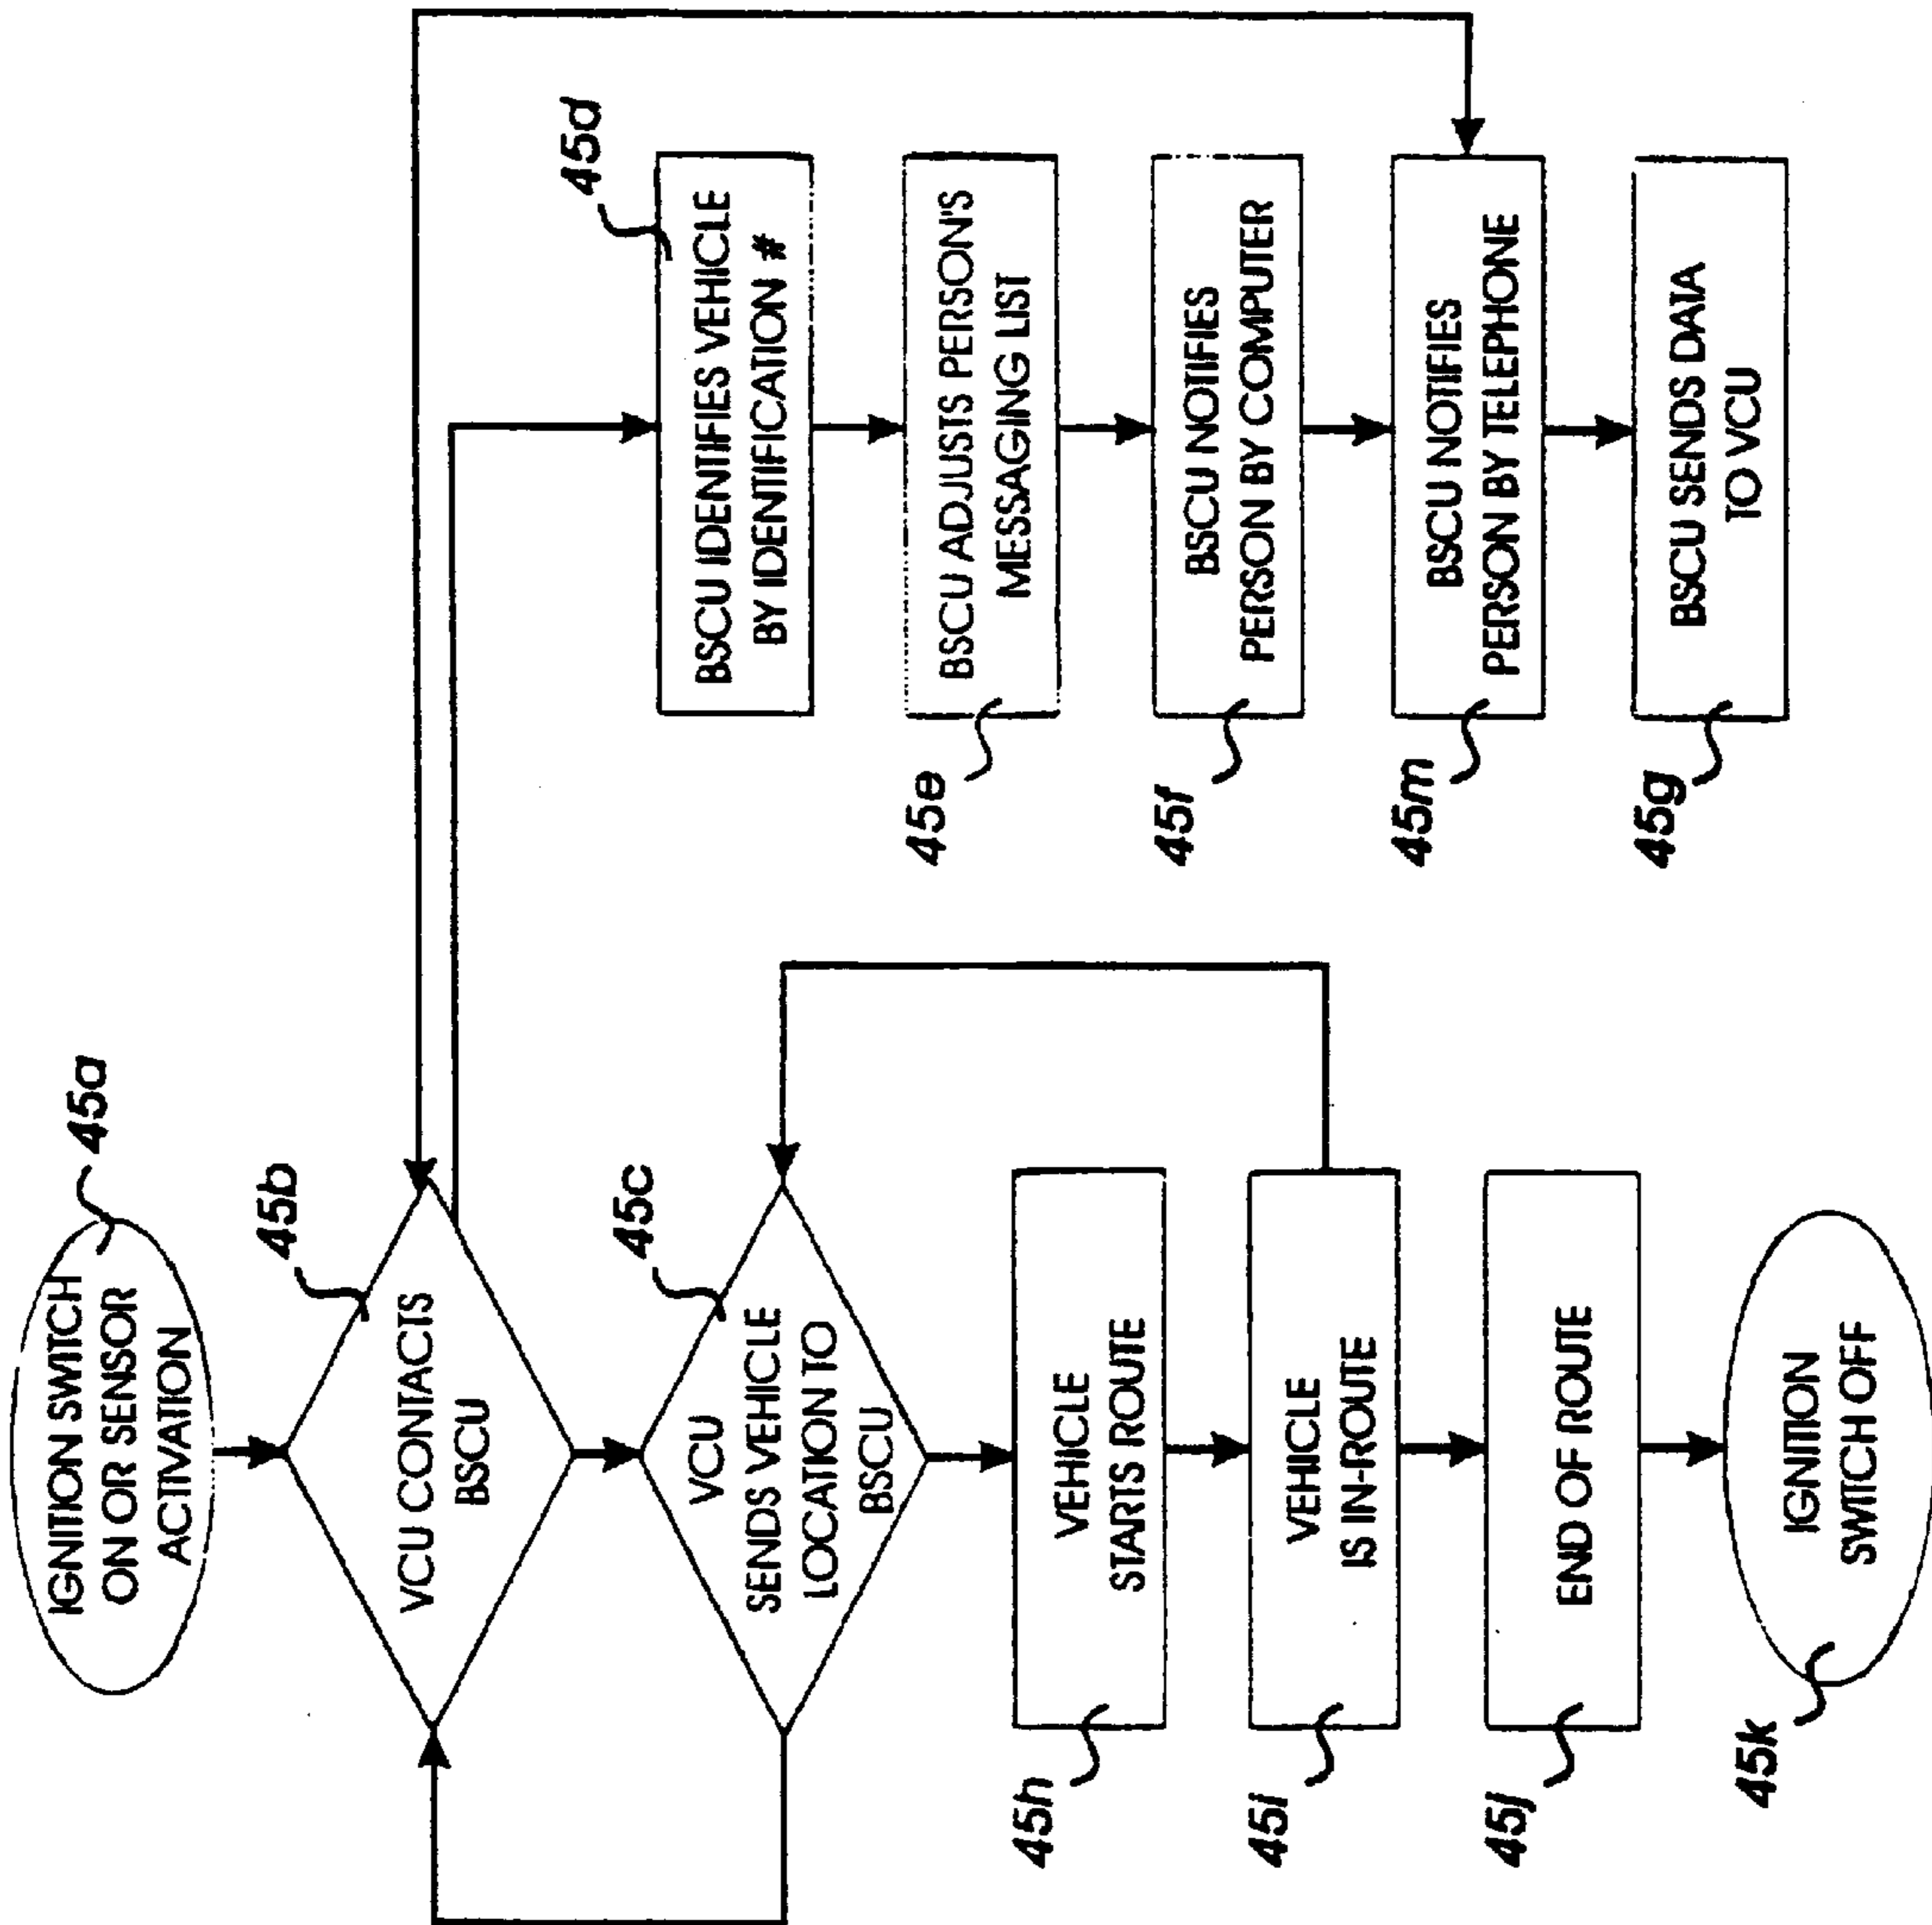 IGNITION SWITCH
ON OR SENSOR
ACTIVATION
45a
VCU CONTACTS
BSCU
45b
VCU
SENDS VEHICLE
LOCATION TO
BSCU
45c
VEHICLE
STARTS ROUTE
45h
VEHICLE
IS IN-ROUTE
45i
END OF ROUTE
45j
IGNITION
SWITCH OFF
45k
BSCU IDENTIFIES VEHICLE
BY IDENTIFICATION #
45d
BSCU ADJUSTS PERSON'S
MESSAGING LIST
45e
BSCU NOTIFIES
PERSON BY COMPUTER
45f
BSCU NOTIFIES
PERSON BY TELEPHONE
45m
BSCU SENDS DATA
TO VCU
45g